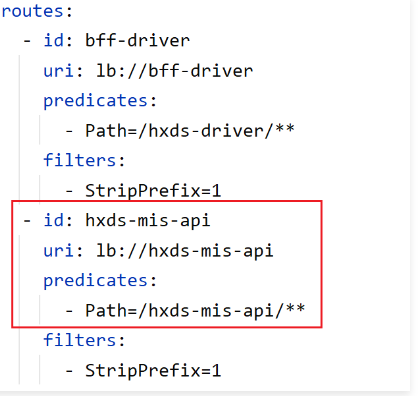 routes:
  - id: bff-driver
    uri: lb://bff-driver
    predicates:
      - Path=/hxds-driver/**
    filters:
      - StripPrefix=1
  - id: hxds-mis-api
    uri: lb://hxds-mis-api
    predicates:
      - Path=/hxds-mis-api/**
    filters:
      - StripPrefix=1